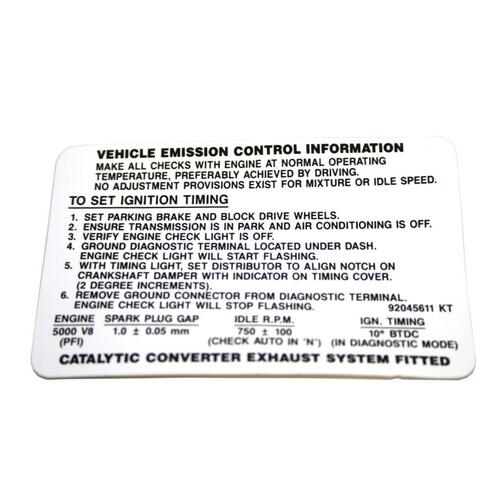 VEHICLE EMISSION CONTROL INFORMATION
MAKE ALL CHECKS WITH ENGINE AT NORMAL OPERATING
TEMPERATURE, PREFERABLY ACHIEVED BY DRIVING.
NO ADJUSTMENT PROVISIONS EXIST FOR MIXTURE OR IDLE SPEED.
TO SET IGNITION TIMING
1. SET PARKING BRAKE AND BLOCK DRIVE WHEELS.
2. ENSURE TRANSMISSION IS IN PARK AND AIR CONDITIONING IS OFF.
3. VERIFY ENGINE CHECK LIGHT IS OFF.
4. GROUND DIAGNOSTIC TERMINAL LOCATED UNDER DASH.
ENGINE CHECK LIGHT WILL START FLASHING.
5. WITH TIMING LIGHT, SET DISTRIBUTOR TO ALIGN NOTCH ON
CRANKSHAFT DAMPER WITH INDICATOR ON TIMING COVER.
(2 DEGREE INCREMENTS).
6. REMOVE GROUND CONNECTOR FROM DIAGNOSTIC TERMINAL.
ENGINE CHECK LIGHT WILL STOP FLASHING. 92045611 KT
ENGINE SPARK PLUG GAP IDLE R.P.M. IGN. TIMING
5000 V8 1.0 ± 0.05 mm 750 ± 100 10° BTDC
(PFI) (CHECK AUTO IN 'N') (IN DIAGNOSTIC MODE)
CATALYTIC CONVERTER EXHAUST SYSTEM FITTED